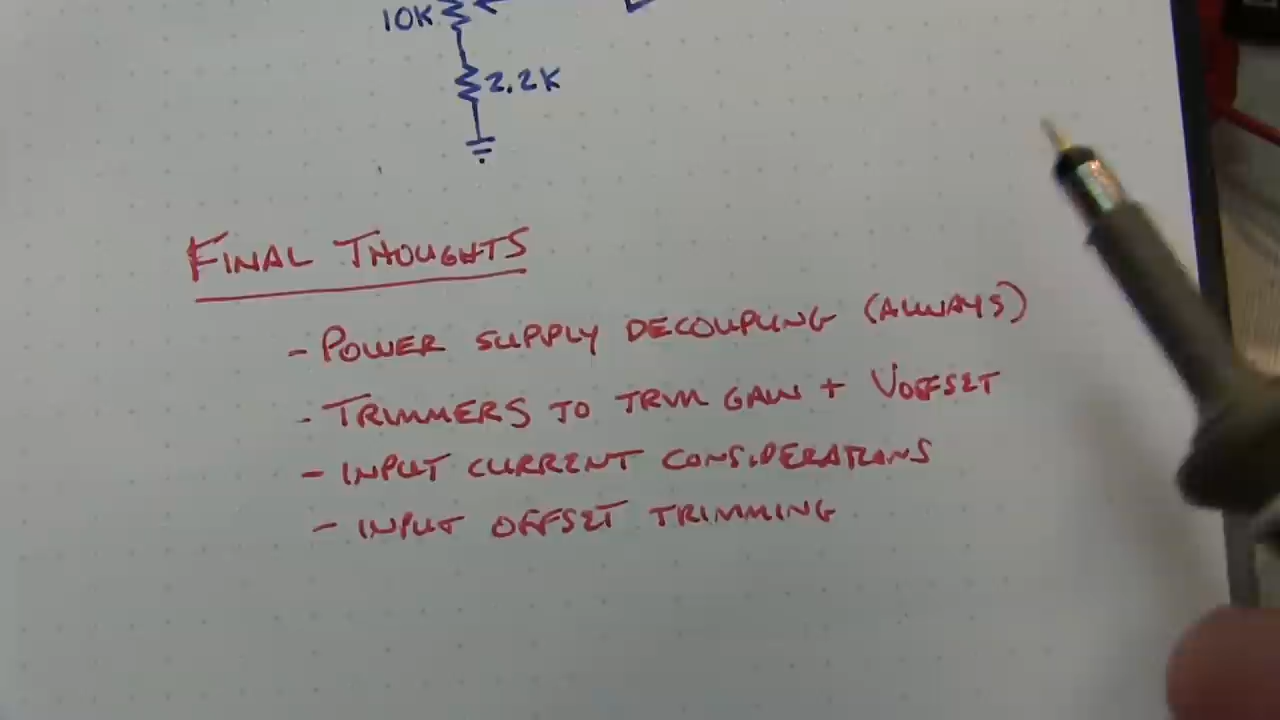 10K
2.2K
FINAL THOUGHTS
- POWER SUPPLY DECOUPLING (ALWAYS)
- TRIMMERS TO TRIM GAIN + VOFFSET
- INPUT CURRENT CONSIDERATIONS
- INPUT OFFSET TRIMMING